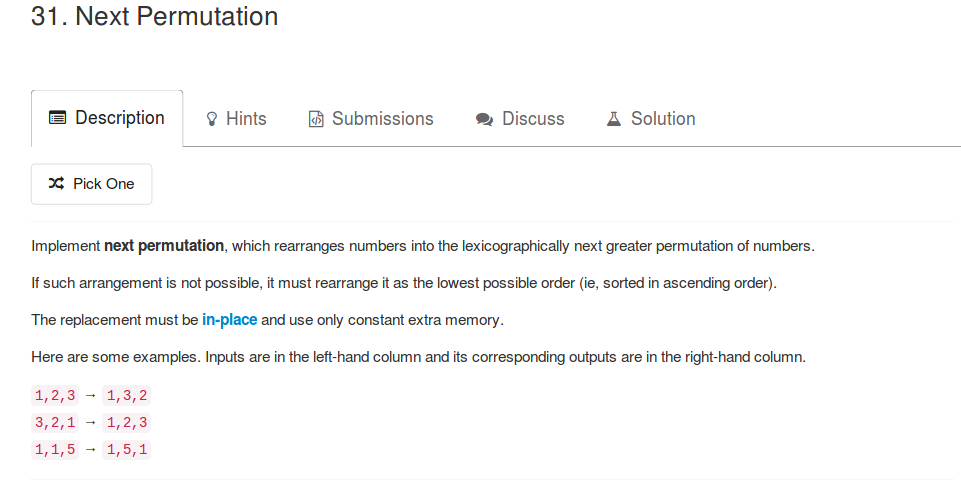 31. Next Permutation
Description Hints Submissions Discuss Solution
Pick One
Implement next permutation, which rearranges numbers into the lexicographically next greater permutation of numbers.
If such arrangement is not possible, it must rearrange it as the lowest possible order (ie, sorted in ascending order).
The replacement must be in-place and use only constant extra memory.
Here are some examples. Inputs are in the left-hand column and its corresponding outputs are in the right-hand column.
1,2,3 → 1,3,2
3,2,1 → 1,2,3
1,1,5 → 1,5,1